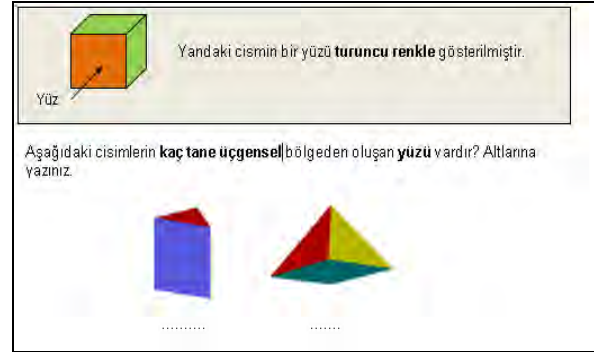 Yandaki cismin bir yüzü turuncu renkle gösterilmiştir.
Yüz
Aşağıdaki cisimlerin kaç tane üçgensel bölgeden oluşan yüzü vardır? Altlarına
yazınız.
.......... .......